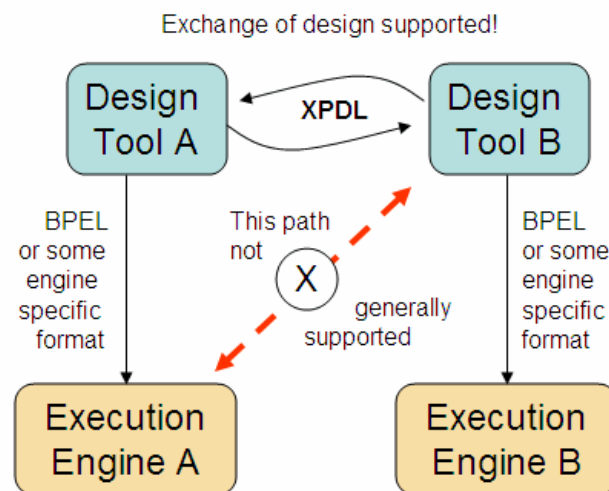 Exchange of design supported!
Design
Tool A
XPDL
Design
Tool B
BPEL
or some
engine
specific
format
This path
not
X
generally
supported
BPEL
or some
engine
specific
format
Execution
Engine A
Execution
Engine B